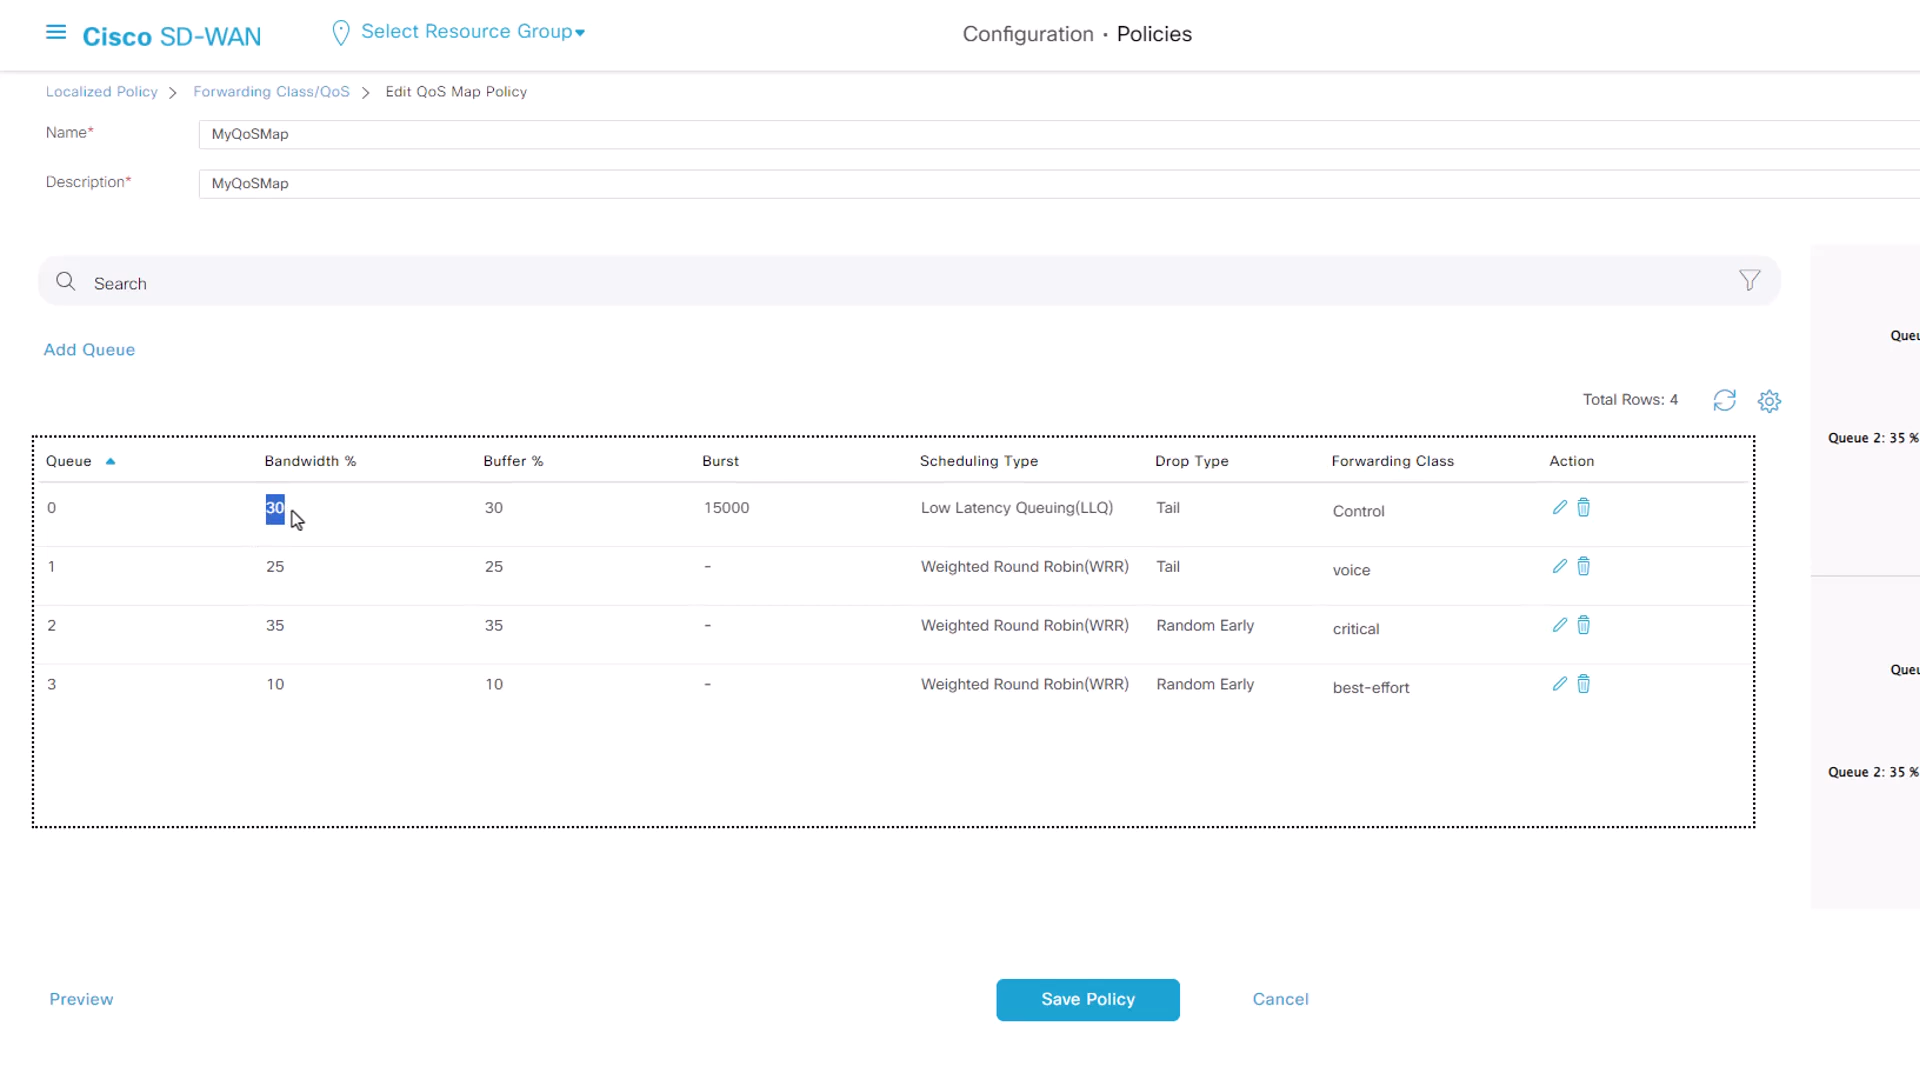 Cisco SD-WAN
Select Resource Group
Configuration · Policies
Localized Policy > Forwarding Class/QoS > Edit QoS Map Policy
Name* MyQoSMap
Description* MyQoSMap
Search
Add Queue
Total Rows: 4
Queue Bandwidth % Buffer % Burst Scheduling Type Drop Type Forwarding Class Action
0 30 30 15000 Low Latency Queuing(LLQ) Tail Control
1 25 25 - Weighted Round Robin(WRR) Tail voice
2 35 35 - Weighted Round Robin(WRR) Random Early critical
3 10 10 - Weighted Round Robin(WRR) Random Early best-effort
Queue 2: 35 %
Queue 2: 35 %
Preview
Save Policy
Cancel